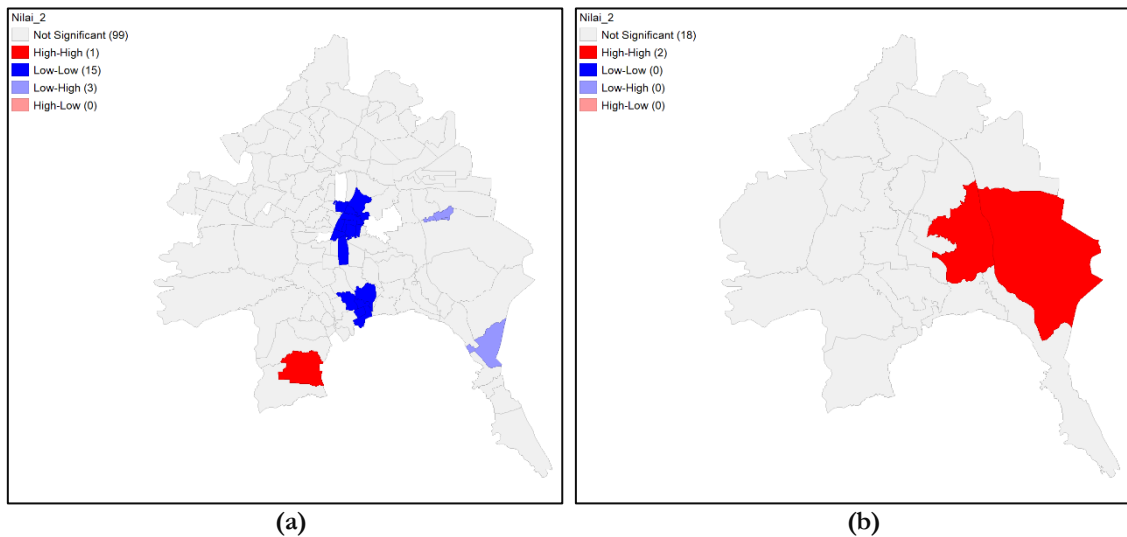 Nilai_2
Not Significant (99)
High-High (1)
Low-Low (15)
Low-High (3)
High-Low (0)
(a)
Nilai_2
Not Significant (18)
High-High (2)
Low-Low (0)
Low-High (0)
High-Low (0)
(b)